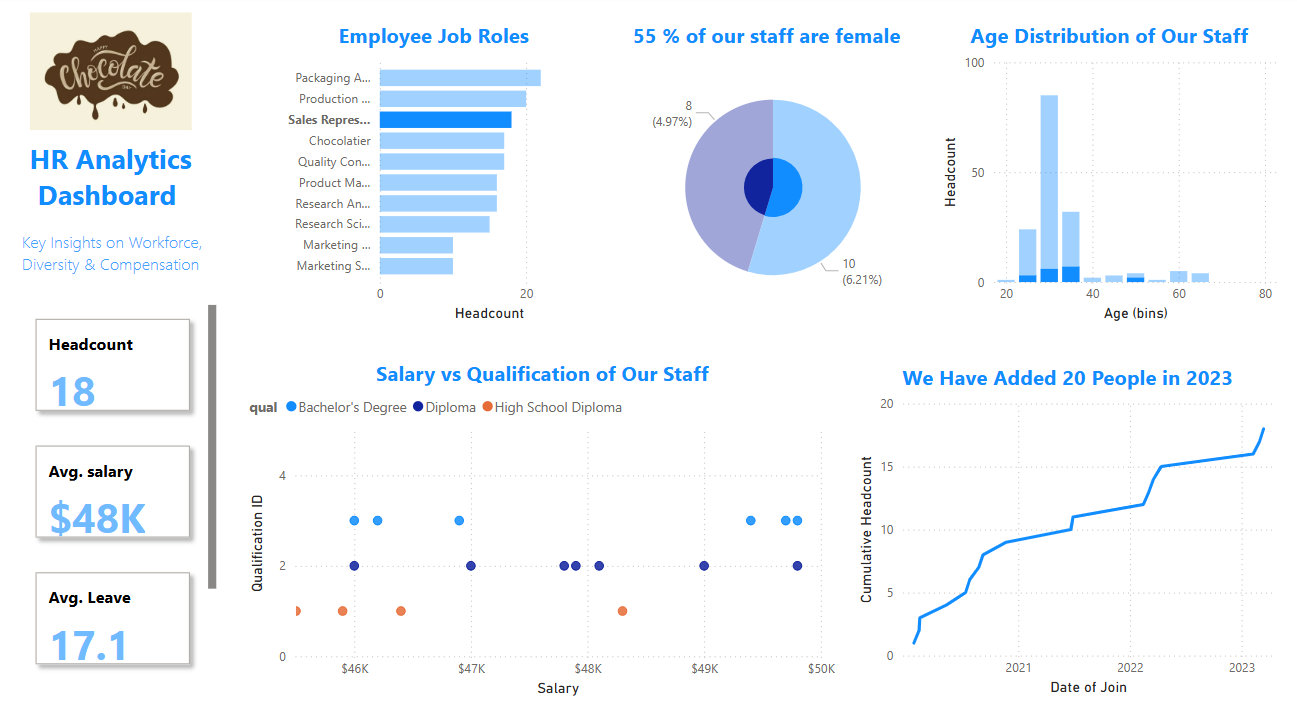 HAPPY
Chocolate
DAY
HR Analytics
Dashboard
Key Insights on Workforce,
Diversity & Compensation
Headcount
18
Avg. salary
$48K
Avg. Leave
17.1
Employee Job Roles
Packaging A...
Production ...
Sales Repres...
Chocolatier
Quality Con...
Product Ma...
Research An...
Research Sci...
Marketing ...
Marketing S...
0 20
Headcount
55 % of our staff are female
8
(4.97%)
10
(6.21%)
Age Distribution of Our Staff
Headcount
100
50
0
20 40 60 80
Age (bins)
Salary vs Qualification of Our Staff
qual Bachelor's Degree Diploma High School Diploma
Qualification ID
4
2
0
$46K $47K $48K $49K $50K
Salary
We Have Added 20 People in 2023
Cumulative Headcount
20
15
10
5
0
2021 2022 2023
Date of Join